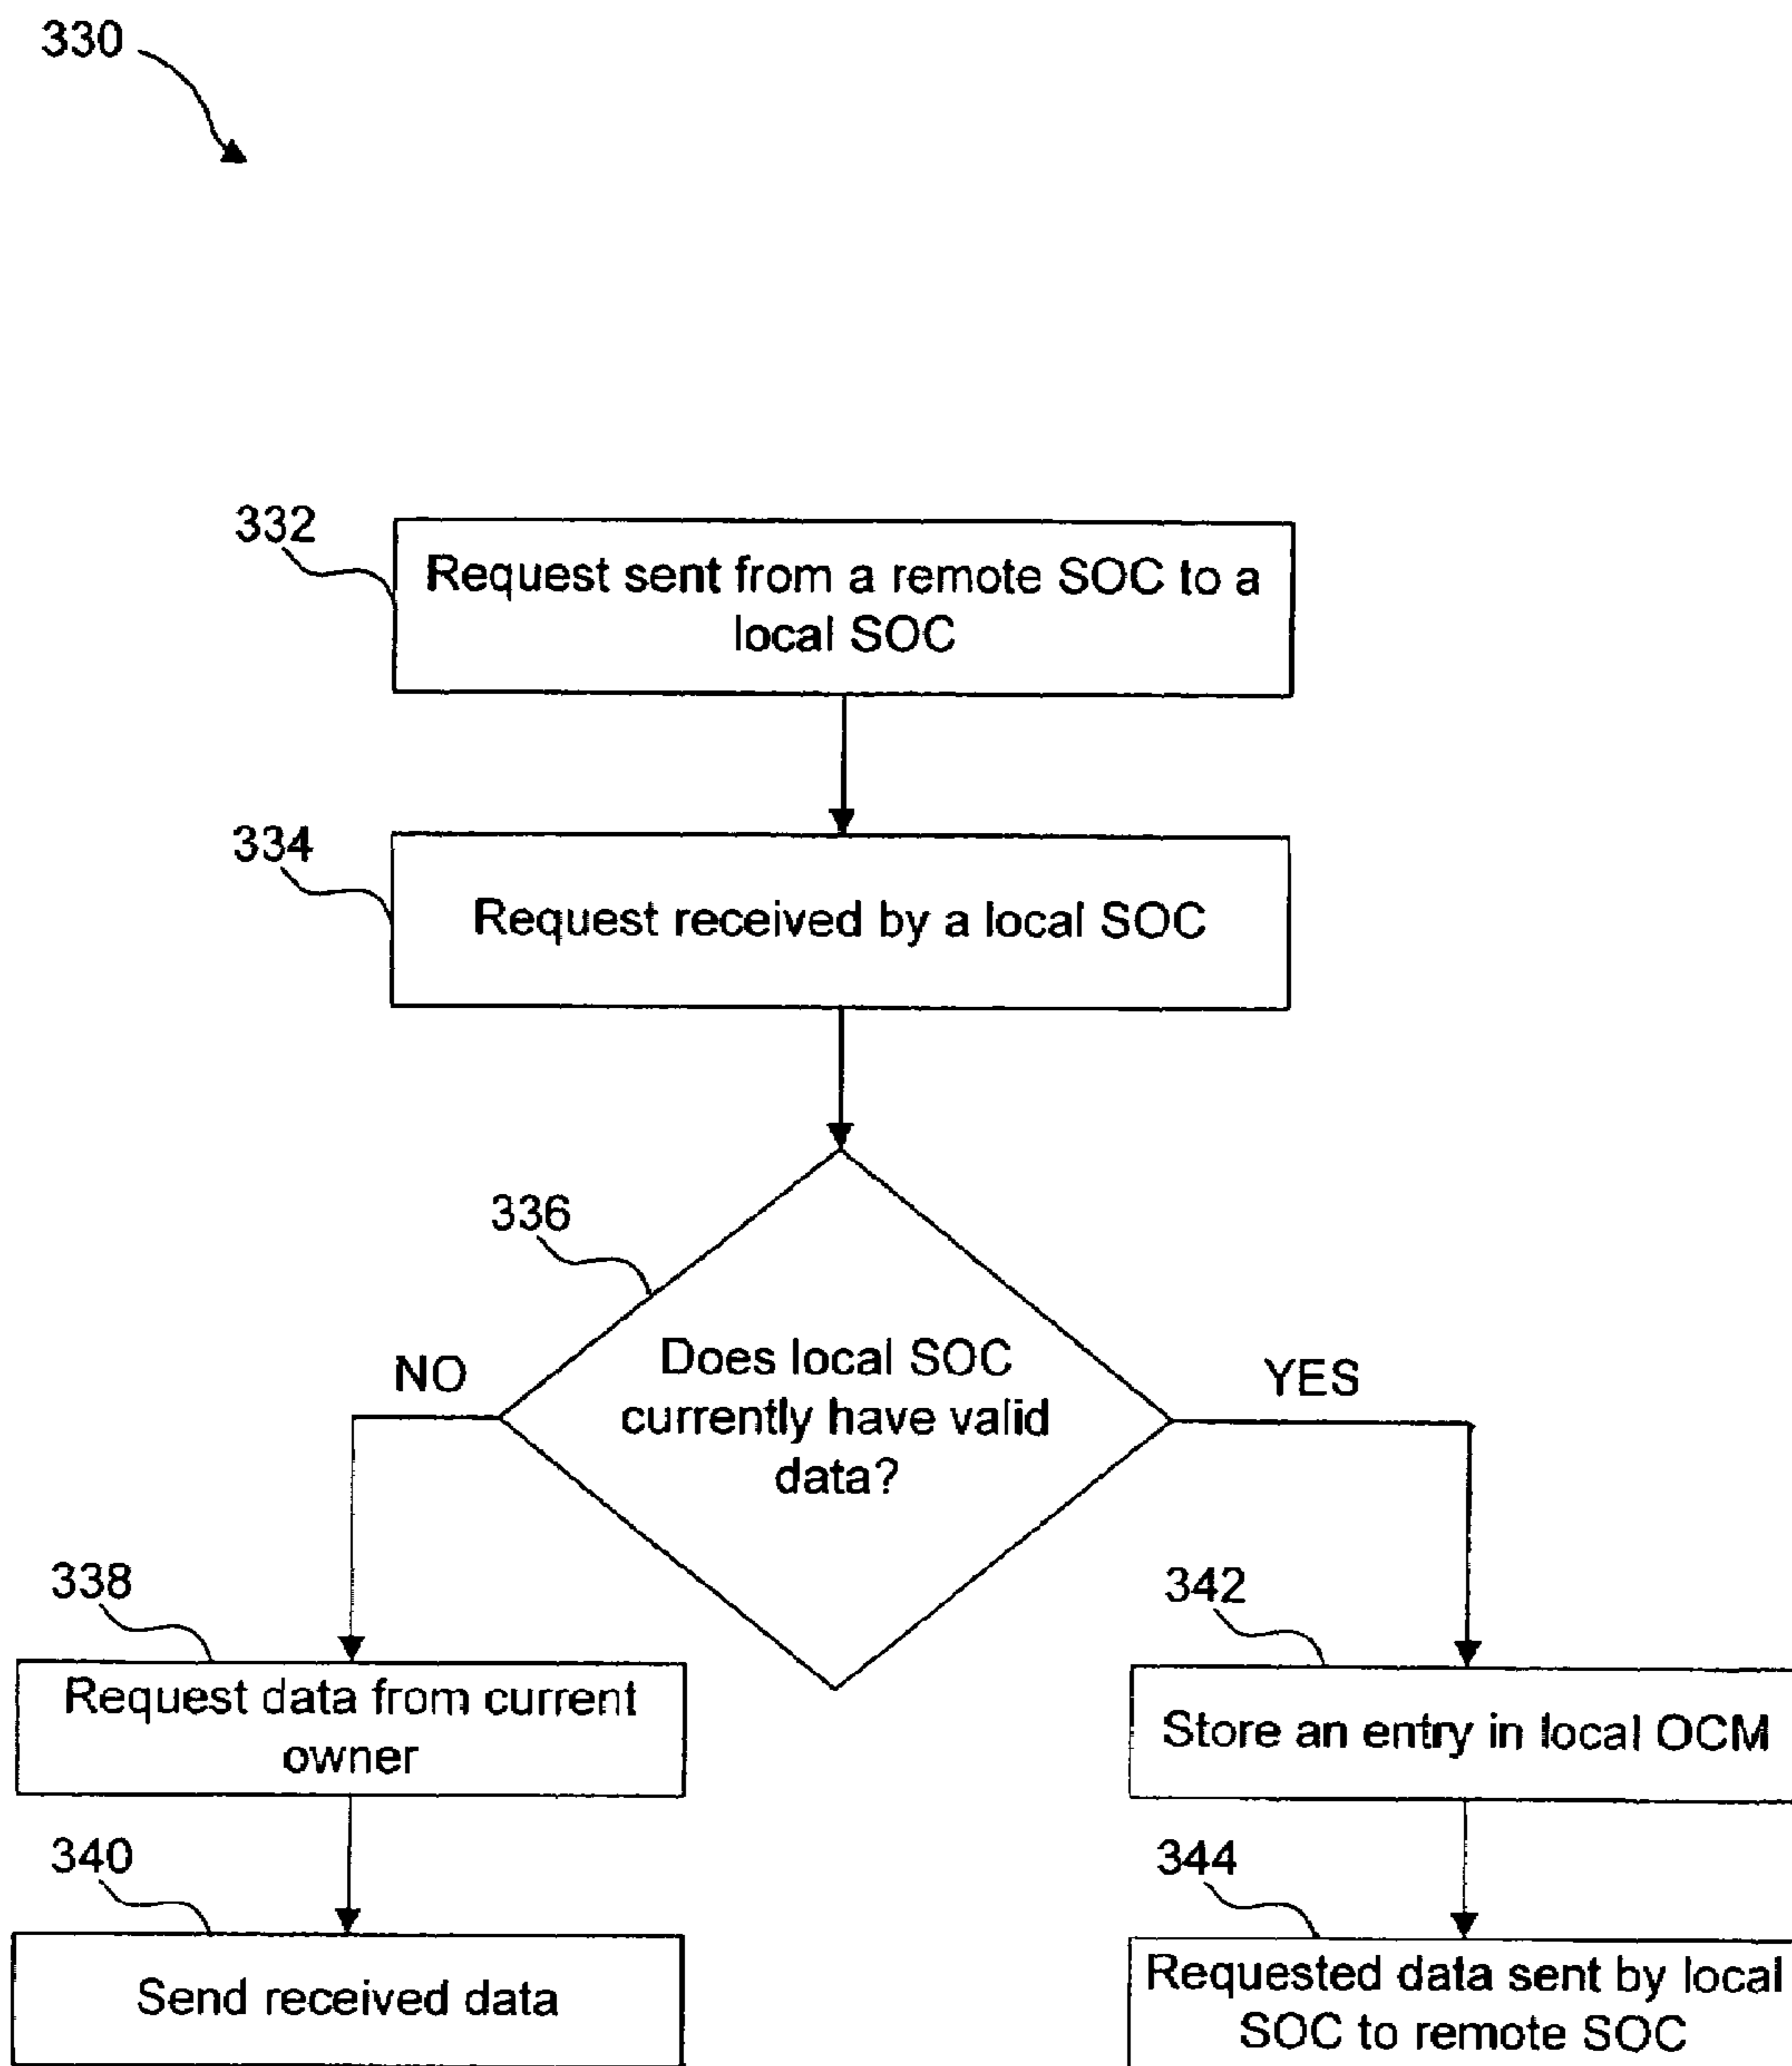 330
332
Request sent from a remote SOC to a
local SOC
334
Request received by a local SOC
336
Does local SOC
currently have valid
data?
NO
YES
338
Request data from current
owner
342
Store an entry in local OCM
340
Send received data
344
Requested data sent by local
SOC to remote SOC